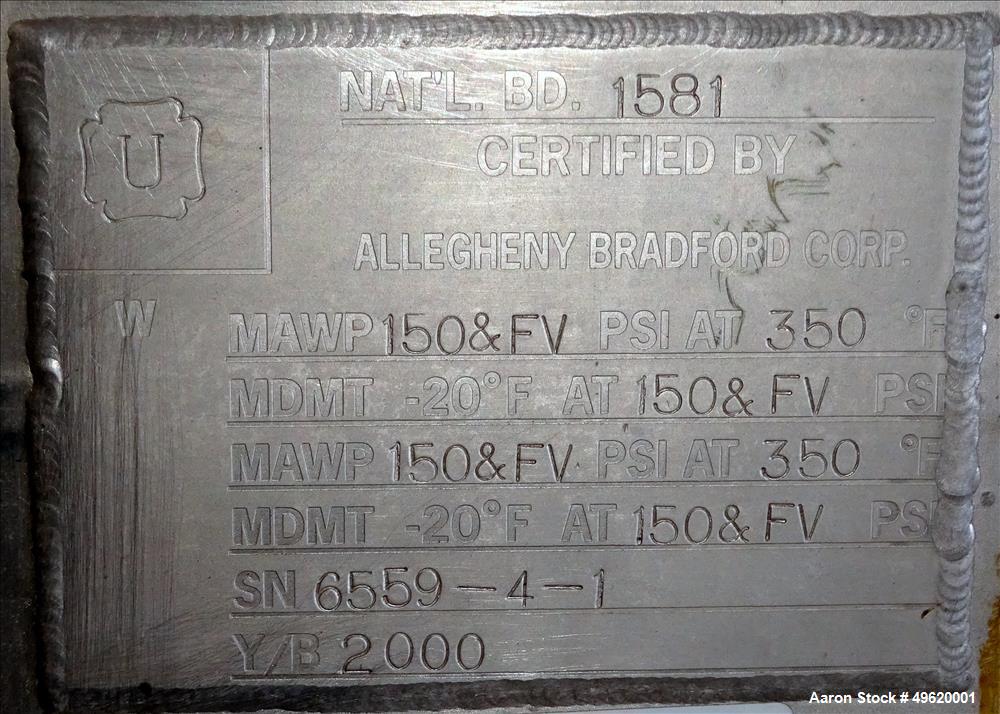 U
NAT'L. BD. 1581
CERTIFIED BY
ALLEGHENY BRADFORD CORP.
W
MAWP 150&FV PSI AT 350 °F
MDMT -20°F AT 150& FV PSI
MAWP 150&FV PSI AT 350 °F
MDMT -20°F AT 150& FV PSI
SN 6559-4-1
Y/B 2000
Aaron Stock # 49620001